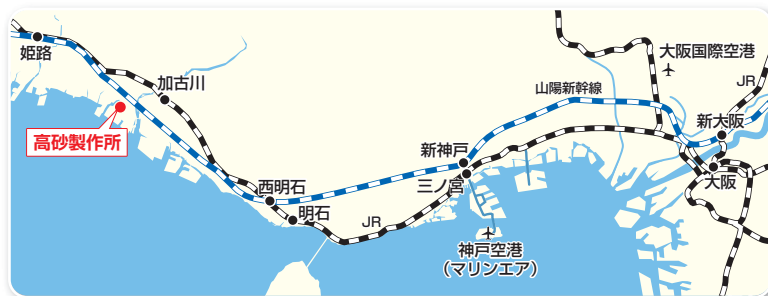 姫路
加古川
高砂製作所
西明石
明石
JR
新神戸
三ノ宮
神戸空港
（マリンエア）
山陽新幹線
大阪国際空港
JR
新大阪
大阪